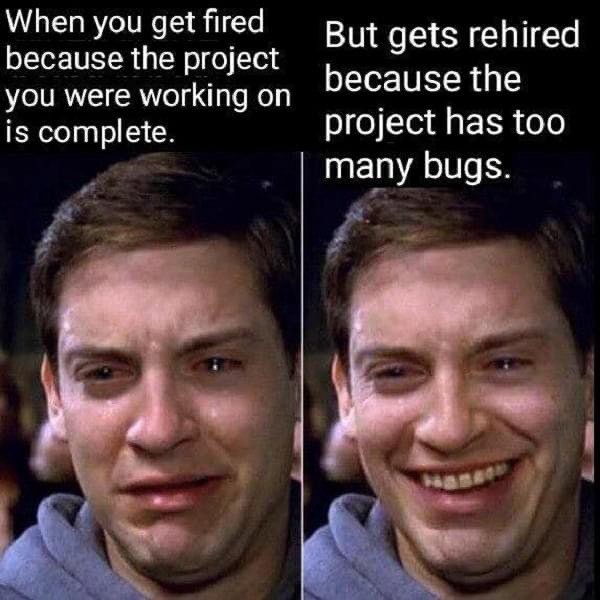 When you get fired
because the project
you were working on
is complete.
But gets rehired
because the
project has too
many bugs.